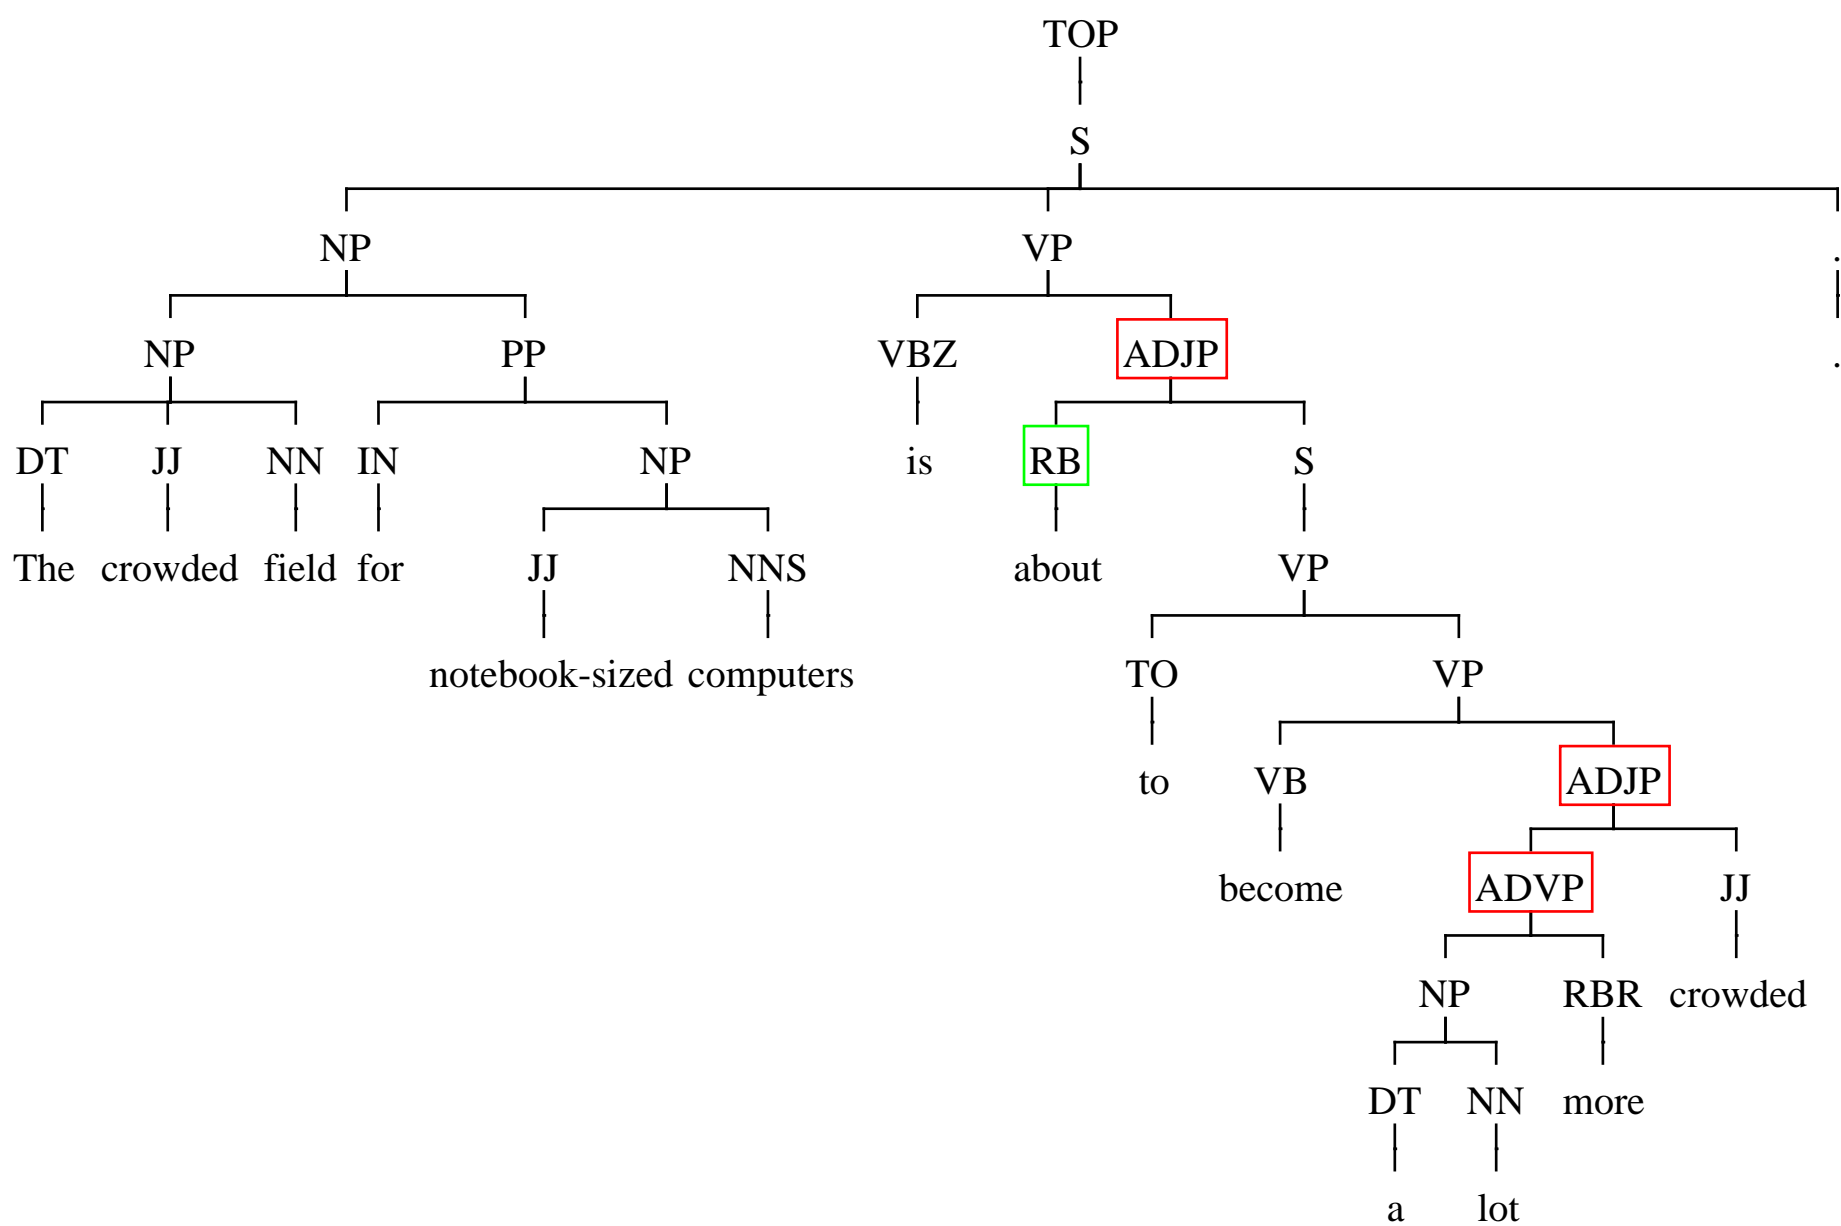 TOP
S
NP VP .
NP PP VBZ ADJP .
DT JJ NN IN NP is RB S
The crowded field for JJ NNS about VP
notebook-sized computers TO VP
to VB ADJP
become ADVP JJ
NP RBR crowded
DT NN more
a lot